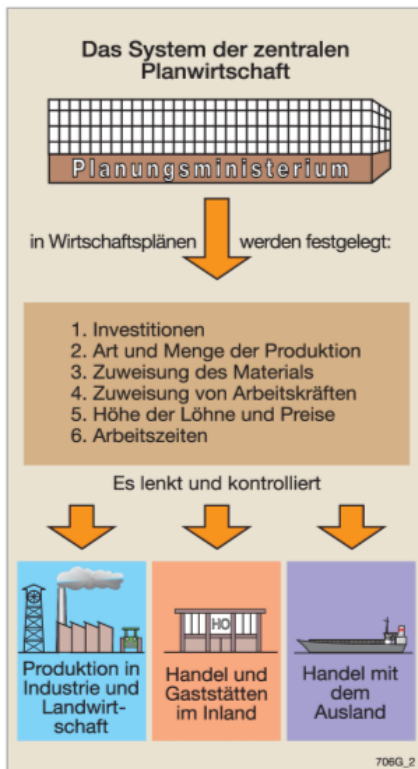 Das System der zentralen
Planwirtschaft
Planungsministerium
in Wirtschaftsplänen werden festgelegt:
1. Investitionen
2. Art und Menge der Produktion
3. Zuweisung des Materials
4. Zuweisung von Arbeitskräften
5. Höhe der Löhne und Preise
6. Arbeitszeiten
Es lenkt und kontrolliert
HO
Produktion in
Industrie und
Landwirt-
schaft
Handel und
Gaststätten
im Inland
Handel mit
dem
Ausland
706G_2